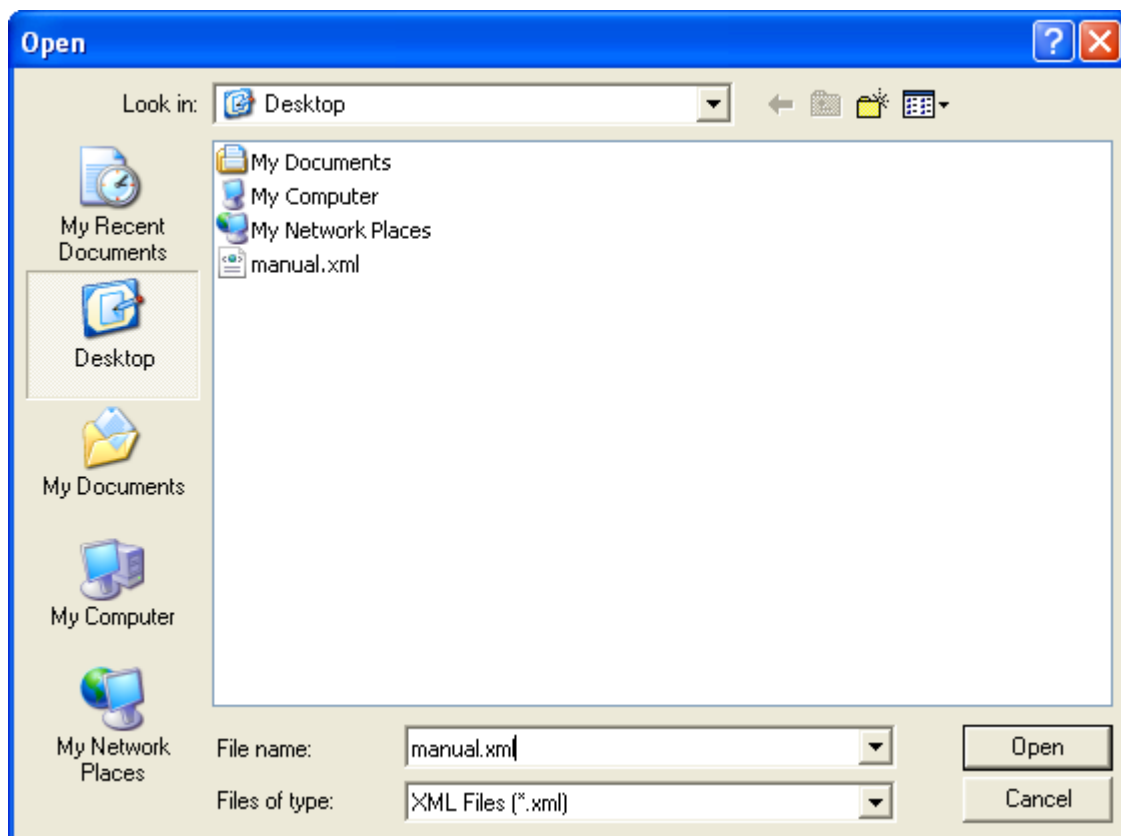 Open
Look in: Desktop
My Recent
Documents
Desktop
My Documents
My Computer
My Network
Places
My Documents
My Computer
My Network Places
manual.xml
File name: manual.xml Open
Files of type: XML Files (*.xml) Cancel